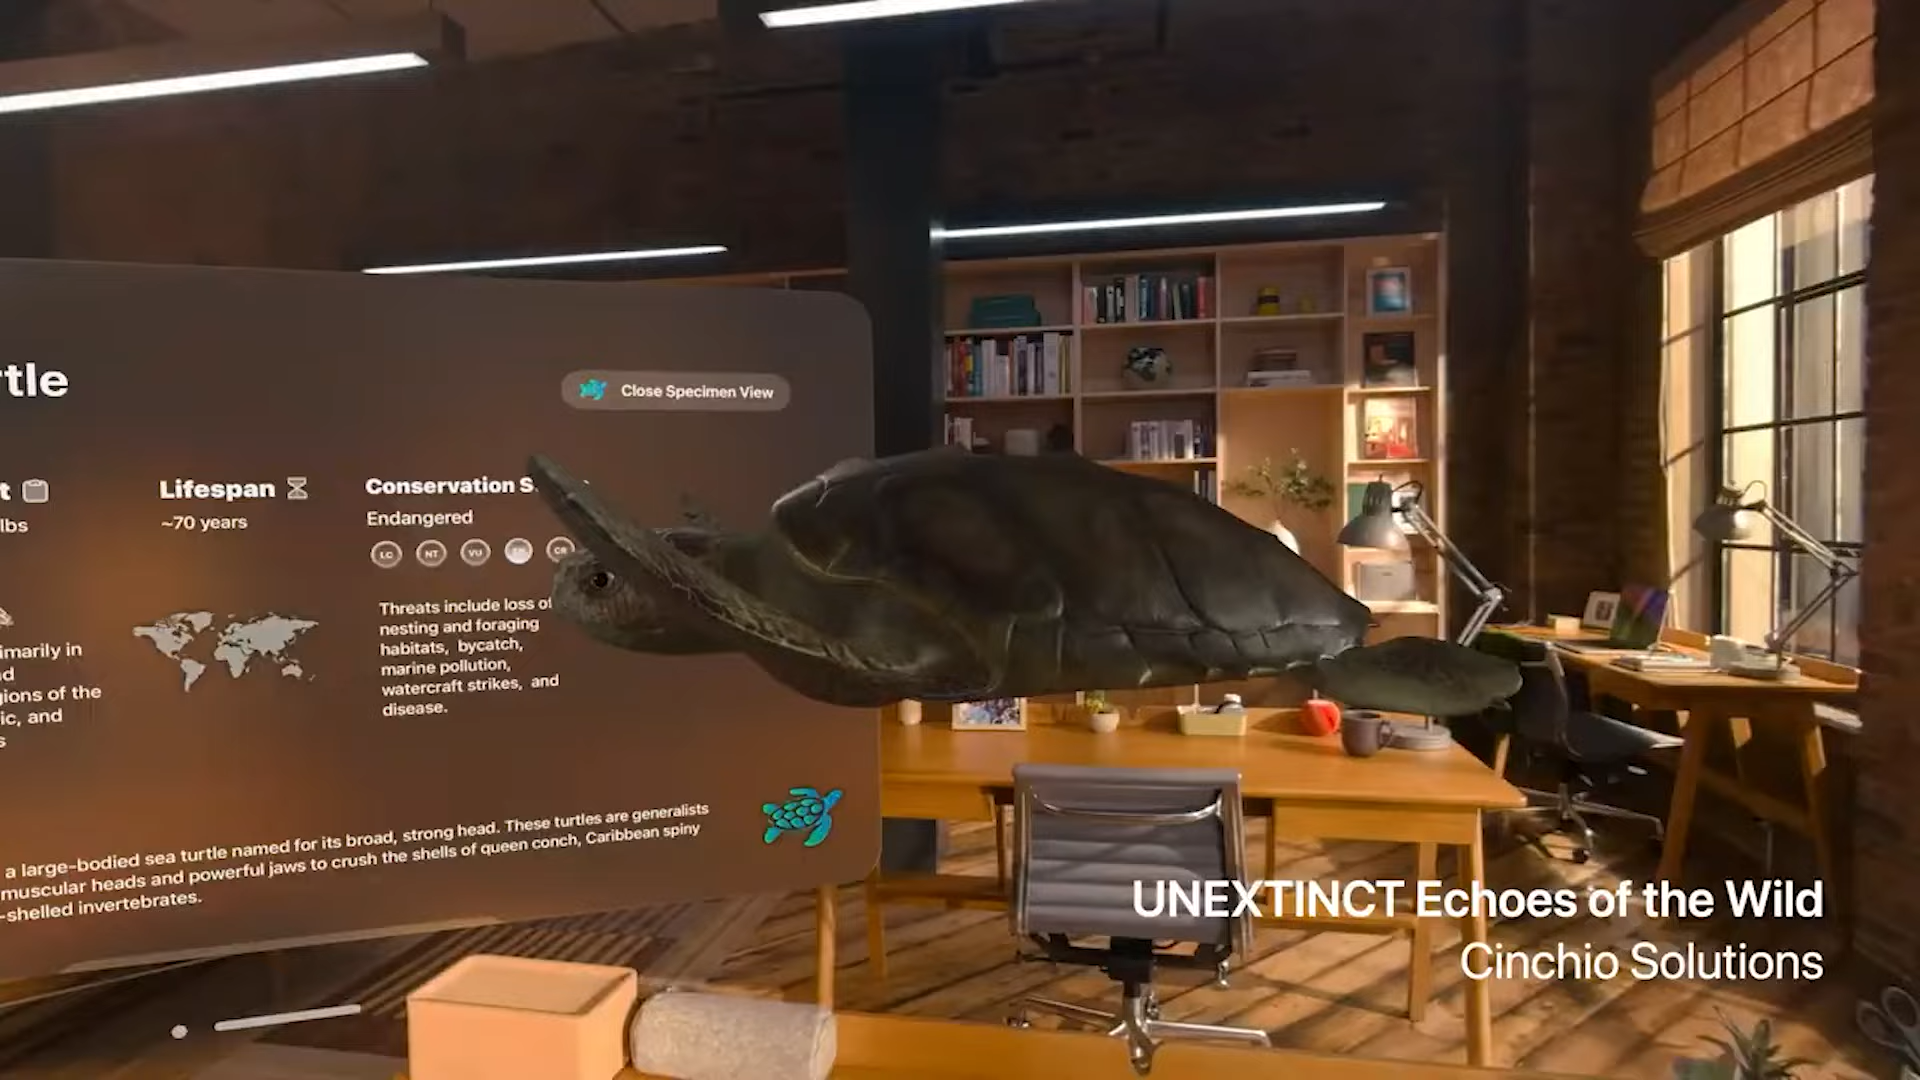 rtle
Close Specimen View
t
lbs
Lifespan
~70 years
Conservation S
Endangered
LC NT VU CR
Threats include loss of
nesting and foraging
habitats, bycatch,
marine pollution,
watercraft strikes, and
disease.
imarily in
d
gions of the
ic, and
s
a large-bodied sea turtle named for its broad, strong head. These turtles are generalists
muscular heads and powerful jaws to crush the shells of queen conch, Caribbean spiny
-shelled invertebrates.
UNEXTINCT Echoes of the Wild
Cinchio Solutions